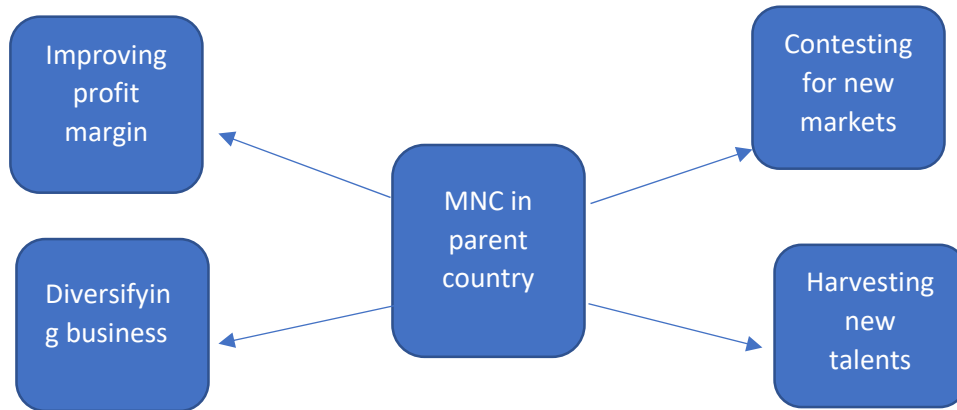 Improving
profit
margin
Contesting
for new
markets
MNC in
parent
country
Diversifyin
g business
Harvesting
new
talents